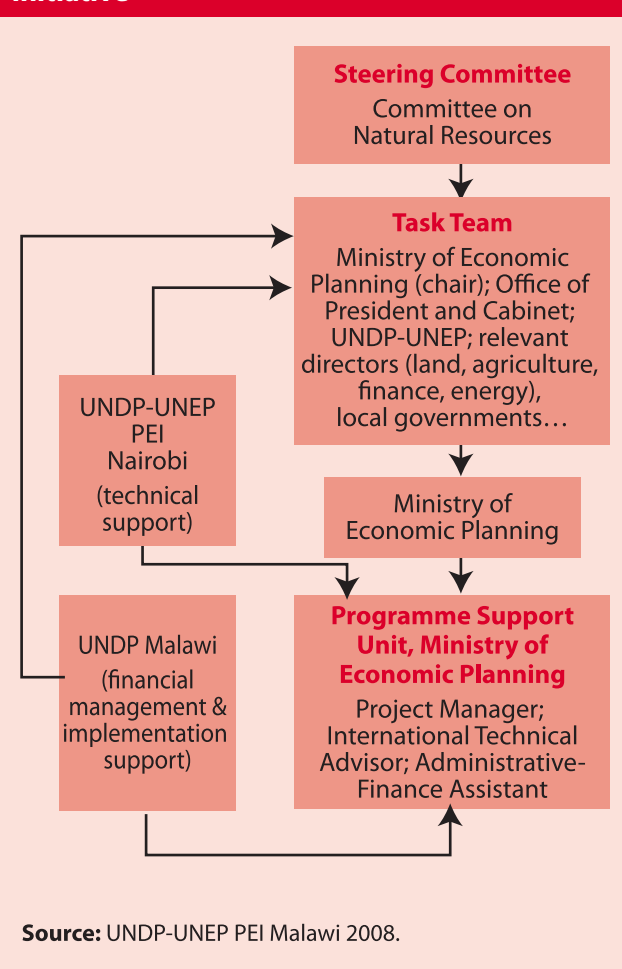 Steering Committee
Committee on
Natural Resources
Task Team
Ministry of Economic
Planning (chair); Office of
President and Cabinet;
UNDP-UNEP; relevant
directors (land, agriculture,
finance, energy),
local governments…
UNDP-UNEP
PEI
Nairobi
(technical
support)
Ministry of
Economic Planning
UNDP Malawi
(financial
management &
implementation
support)
Programme Support
Unit, Ministry of
Economic Planning
Project Manager;
International Technical
Advisor; Administrative-
Finance Assistant
Source: UNDP-UNEP PEI Malawi 2008.